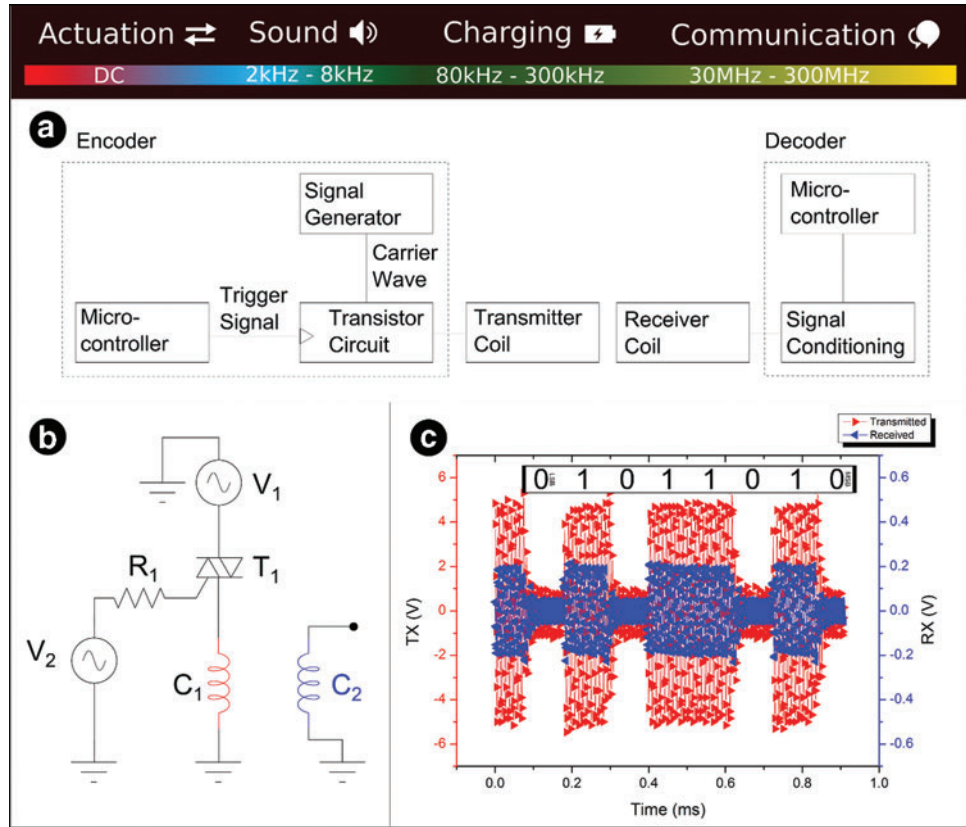 Actuation Sound Charging Communication
DC 2kHz - 8kHz 80kHz - 300kHz 30MHz - 300MHz
a
Encoder
Decoder
Signal
Generator
Micro-
controller
Carrier
Wave
Trigger
Signal
Micro-
controller
Transistor
Circuit
Transmitter
Coil
Receiver
Coil
Signal
Conditioning
b
V1
R1
T1
V2
C1
C2
c
Transmitted
Received
LSB 0 1 0 1 1 0 1 0 MSB
TX (V)
6
4
2
0
-2
-4
-6
RX (V)
0.6
0.4
0.2
0.0
-0.2
-0.4
-0.6
0.0 0.2 0.4 0.6 0.8 1.0
Time (ms)